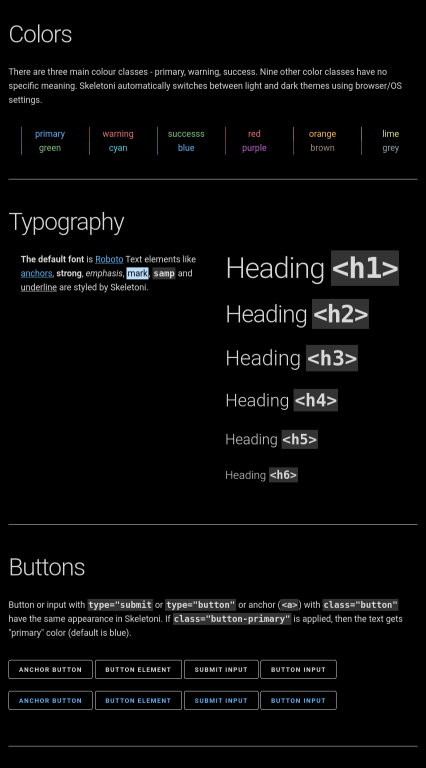 Colors
There are three main colour classes - primary, warning, success. Nine other color classes have no
specific meaning. Skeletoni automatically switches between light and dark themes using browser/OS
settings.
primary warning successs red orange lime
green cyan blue purple brown grey
Typography
The default font is Roboto Text elements like
anchors, strong, emphasis, mark, samp and
underline are styled by Skeletoni.
Heading <h1>
Heading <h2>
Heading <h3>
Heading <h4>
Heading <h5>
Heading <h6>
Buttons
Button or input with type="submit or type="button" or anchor (<a>) with class="button"
have the same appearance in Skeletoni. If class="button-primary" is applied, then the text gets
"primary" color (default is blue).
ANCHOR BUTTON BUTTON ELEMENT SUBMIT INPUT BUTTON INPUT
ANCHOR BUTTON BUTTON ELEMENT SUBMIT INPUT BUTTON INPUT